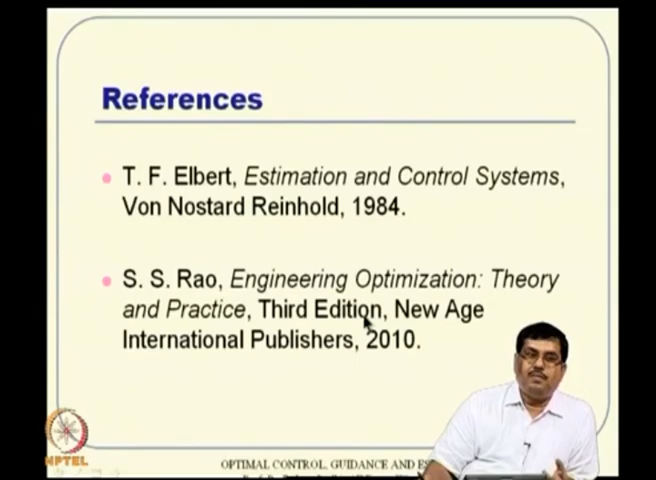 References
T. F. Elbert, Estimation and Control Systems,
Von Nostard Reinhold, 1984.
S. S. Rao, Engineering Optimization: Theory
and Practice, Third Edition, New Age
International Publishers, 2010.
NPTEL
OPTIMAL CONTROL, GUIDANCE AND